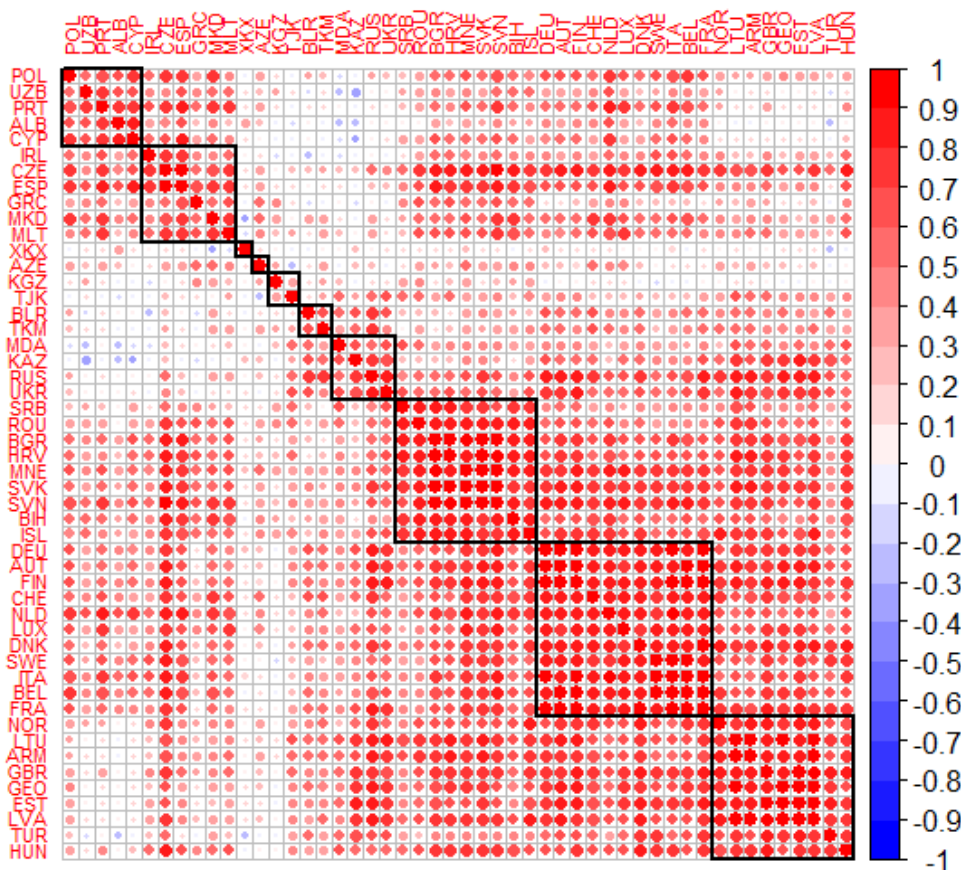 POL UZB PRT ALB CYP IRL CZE ESP GRC MKD MLT XKX AZE KGZ TJK BLR TKM MDA KAZ RUS UKR SRB ROU BGR HRV MNE SVK SVN BIH ISL DEU AUT FIN CHE NLD LUX DNK SWE ITA BEL FRA NOR LTU ARM GBR GEO EST LVA TUR HUN
POL
UZB
PRT
ALB
CYP
IRL
CZE
ESP
GRC
MKD
MLT
XKX
AZE
KGZ
TJK
BLR
TKM
MDA
KAZ
RUS
UKR
SRB
ROU
BGR
HRV
MNE
SVK
SVN
BIH
ISL
DEU
AUT
FIN
CHE
NLD
LUX
DNK
SWE
ITA
BEL
FRA
NOR
LTU
ARM
GBR
GEO
EST
LVA
TUR
HUN
1
0.9
0.8
0.7
0.6
0.5
0.4
0.3
0.2
0.1
0
-0.1
-0.2
-0.3
-0.4
-0.5
-0.6
-0.7
-0.8
-0.9
-1